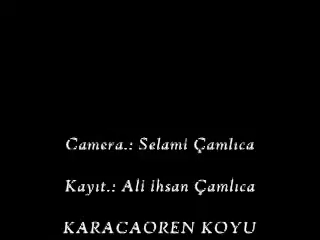 Camera.: Selami Çamlıca
Kayıt.: Ali ihsan Çamlıca
KARACAOREN KOYU